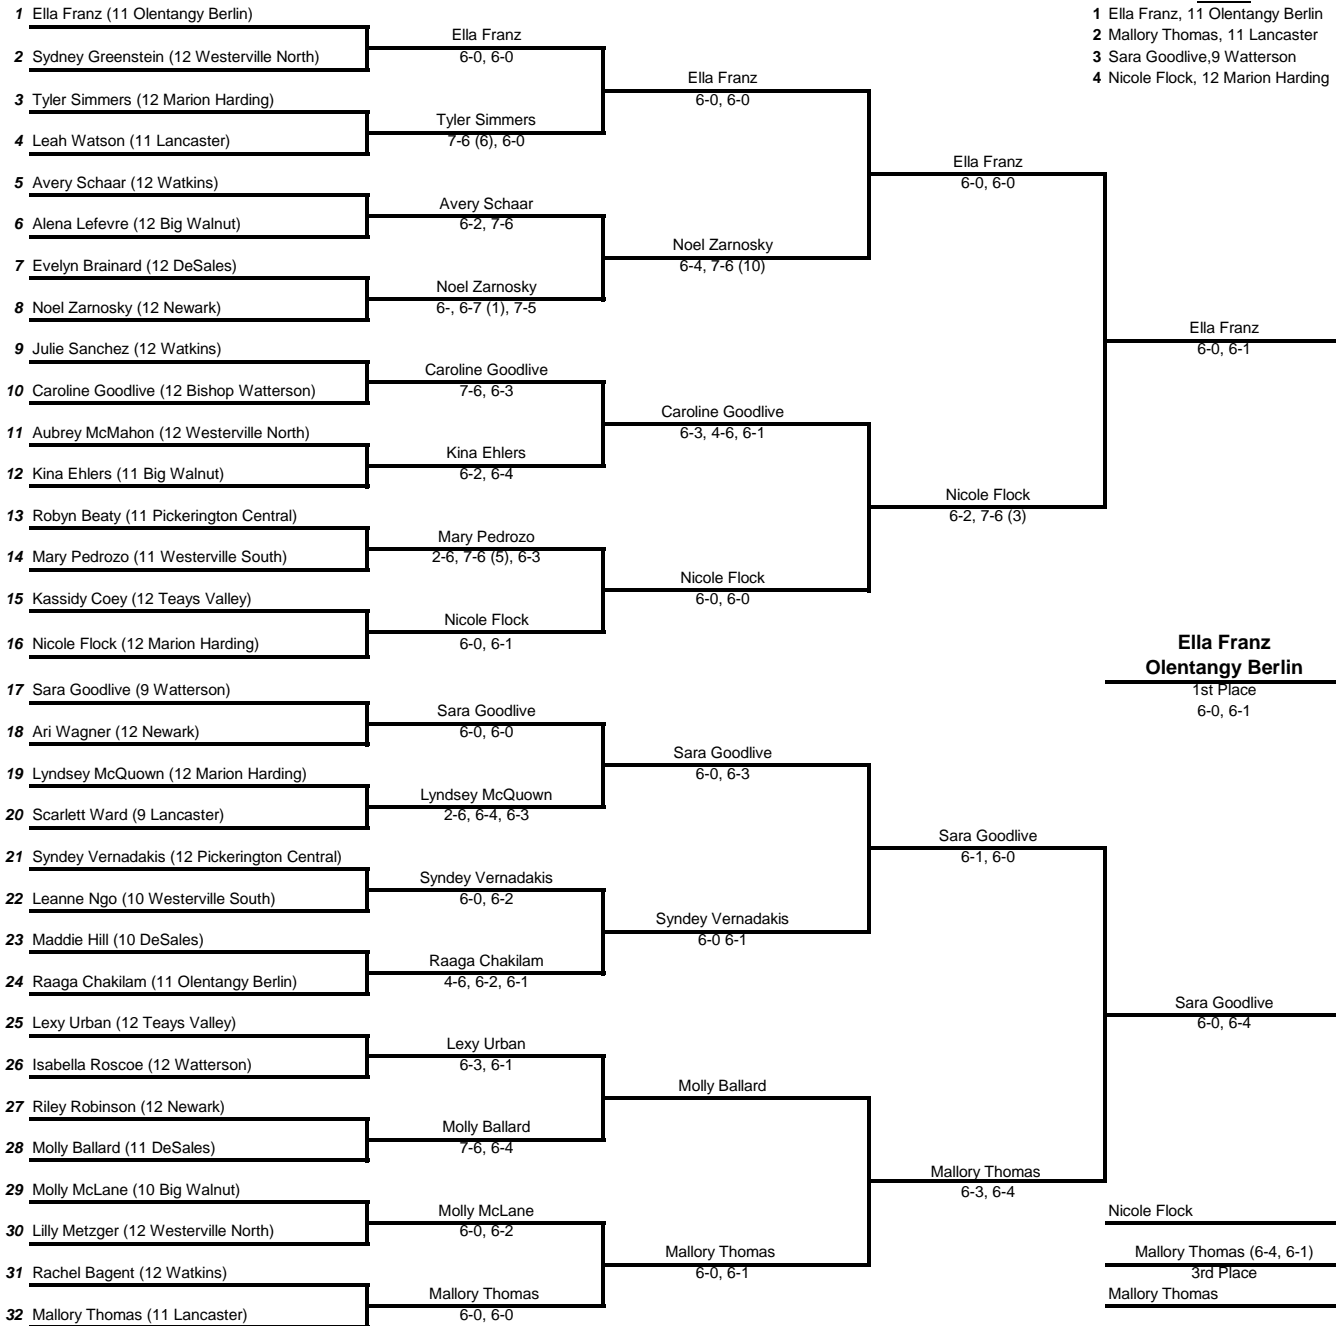 1 Ella Franz (11 Olentangy Berlin)
2 Sydney Greenstein (12 Westerville North)
3 Tyler Simmers (12 Marion Harding)
4 Leah Watson (11 Lancaster)
5 Avery Schaar (12 Watkins)
6 Alena Lefevre (12 Big Walnut)
7 Evelyn Brainard (12 DeSales)
8 Noel Zarnosky (12 Newark)
9 Julie Sanchez (12 Watkins)
10 Caroline Goodlive (12 Bishop Watterson)
11 Aubrey McMahon (12 Westerville North)
12 Kina Ehlers (11 Big Walnut)
13 Robyn Beaty (11 Pickerington Central)
14 Mary Pedrozo (11 Westerville South)
15 Kassidy Coey (12 Teays Valley)
16 Nicole Flock (12 Marion Harding)
17 Sara Goodlive (9 Watterson)
18 Ari Wagner (12 Newark)
19 Lyndsey McQuown (12 Marion Harding)
20 Scarlett Ward (9 Lancaster)
21 Syndey Vernadakis (12 Pickerington Central)
22 Leanne Ngo (10 Westerville South)
23 Maddie Hill (10 DeSales)
24 Raaga Chakilam (11 Olentangy Berlin)
25 Lexy Urban (12 Teays Valley)
26 Isabella Roscoe (12 Watterson)
27 Riley Robinson (12 Newark)
28 Molly Ballard (11 DeSales)
29 Molly McLane (10 Big Walnut)
30 Lilly Metzger (12 Westerville North)
31 Rachel Bagent (12 Watkins)
32 Mallory Thomas (11 Lancaster)
Ella Franz
6-0, 6-0
Tyler Simmers
7-6 (6), 6-0
Avery Schaar
6-2, 7-6
Noel Zarnosky
6-, 6-7 (1), 7-5
Caroline Goodlive
7-6, 6-3
Kina Ehlers
6-2, 6-4
Mary Pedrozo
2-6, 7-6 (5), 6-3
Nicole Flock
6-0, 6-1
Sara Goodlive
6-0, 6-0
Lyndsey McQuown
2-6, 6-4, 6-3
Syndey Vernadakis
6-0, 6-2
Raaga Chakilam
4-6, 6-2, 6-1
Lexy Urban
6-3, 6-1
Molly Ballard
7-6, 6-4
Molly McLane
6-0, 6-2
Mallory Thomas
6-0, 6-0
Ella Franz
6-0, 6-0
Noel Zarnosky
6-4, 7-6 (10)
Caroline Goodlive
6-3, 4-6, 6-1
Nicole Flock
6-0, 6-0
Sara Goodlive
6-0, 6-3
Syndey Vernadakis
6-0 6-1
Molly Ballard
Mallory Thomas
6-0, 6-1
Ella Franz
6-0, 6-0
Nicole Flock
6-2, 7-6 (3)
Sara Goodlive
6-1, 6-0
Mallory Thomas
6-3, 6-4
1 Ella Franz, 11 Olentangy Berlin
2 Mallory Thomas, 11 Lancaster
3 Sara Goodlive,9 Watterson
4 Nicole Flock, 12 Marion Harding
Ella Franz
6-0, 6-1
Ella Franz
Olentangy Berlin
1st Place
6-0, 6-1
Sara Goodlive
6-0, 6-4
Nicole Flock
Mallory Thomas (6-4, 6-1)
3rd Place
Mallory Thomas